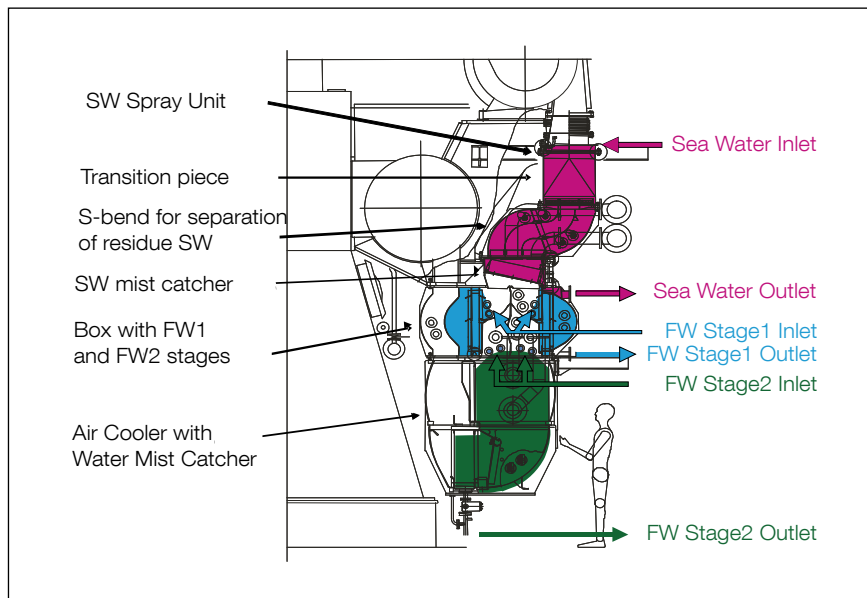 SW Spray Unit
Transition piece
S-bend for separation
of residue SW
SW mist catcher
Box with FW1
and FW2 stages
Air Cooler with
Water Mist Catcher
Sea Water Inlet
Sea Water Outlet
FW Stage1 Inlet
FW Stage1 Outlet
FW Stage2 Inlet
FW Stage2 Outlet